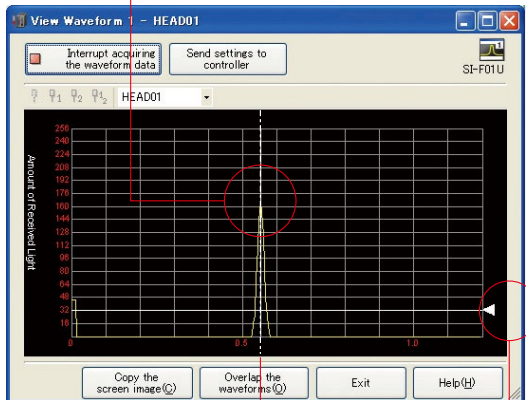 View Waveform 1 - HEAD01
Interrupt acquiring
the waveform data
Send settings to
controller
SI-F01U
HEAD01
Amount of Received Light
256
240
224
208
192
176
160
144
128
112
96
80
64
48
32
16
0
0.5
1.0
Copy the
screen image(C)
Overlap the
waveforms(O)
Exit
Help(H)